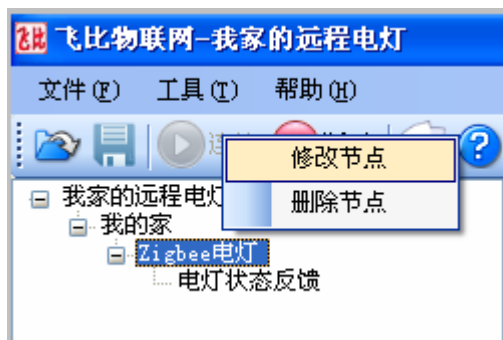 飞比 飞比物联网-我家的远程电灯
文件(F) 工具(T) 帮助(H)
修改节点
删除节点
我家的远程电灯
我的家
Zigbee电灯
电灯状态反馈